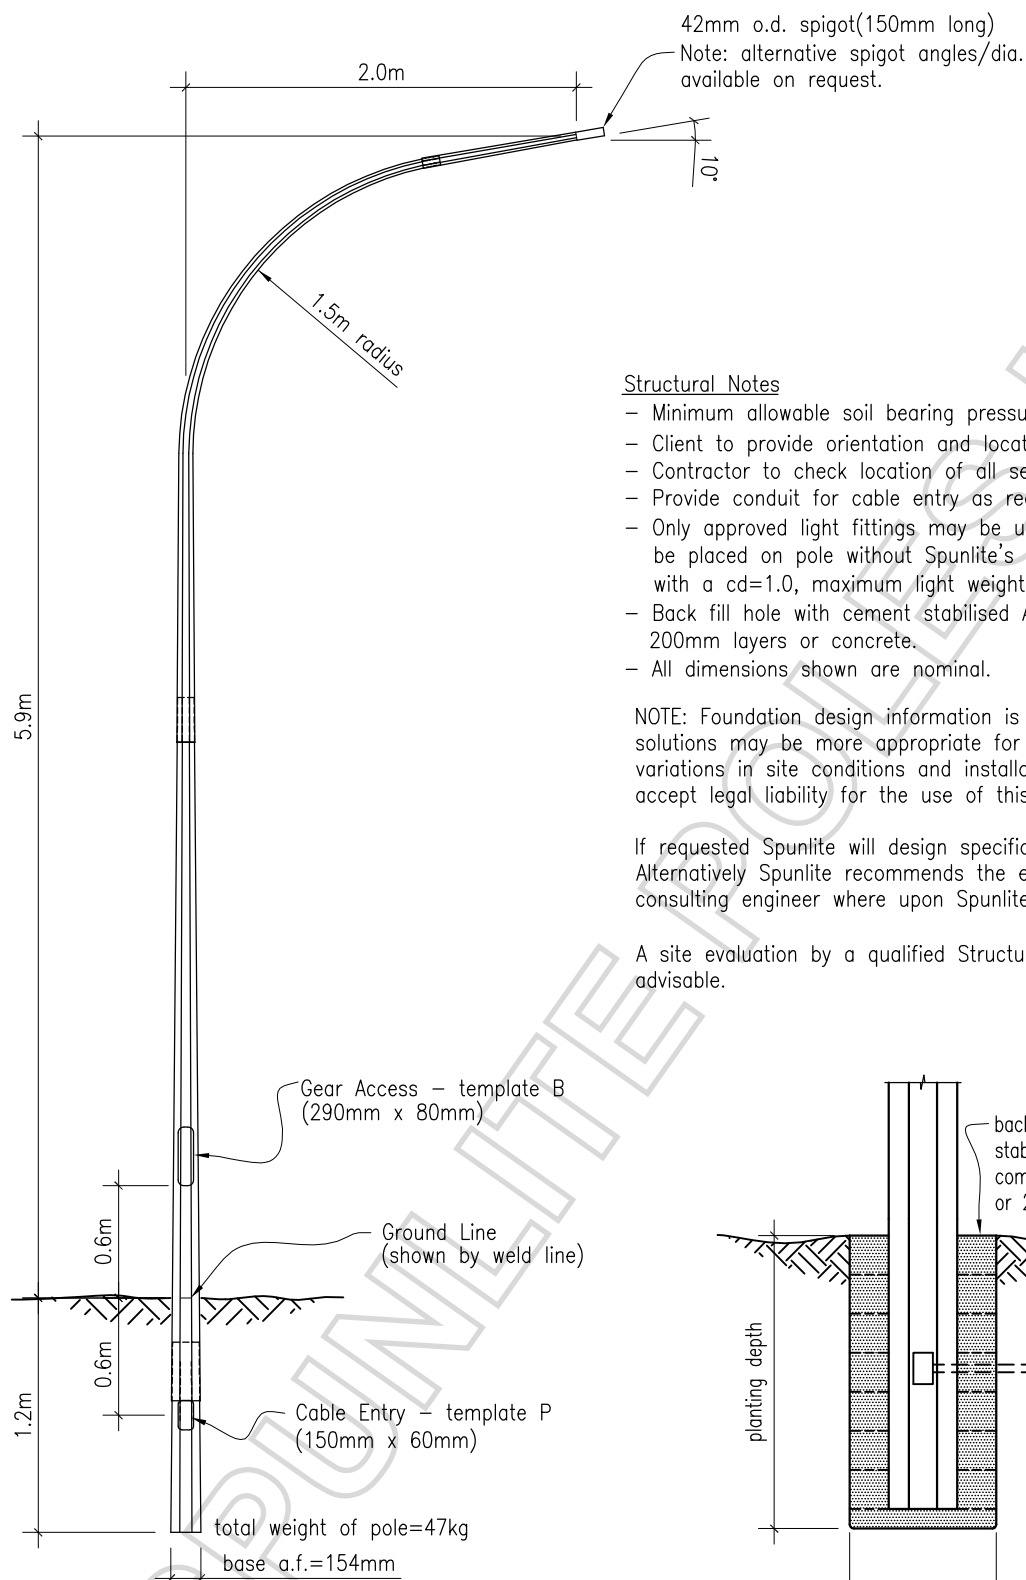 42mm o.d. spigot(150mm long)
Note: alternative spigot angles/dia.
available on request.
2.0m
10°
1.5m radius
5.9m
Structural Notes
– Minimum allowable soil bearing
– Client to provide orientation and
– Contractor to check location of all
– Provide conduit for cable entry as
– Only approved light fittings may be
be placed on pole without Spunlite's
with a cd=1.0, maximum light weight
– Back fill hole with cement stabilised
200mm layers or concrete.
– All dimensions shown are nominal.
NOTE: Foundation design information is
solutions may be more appropriate for
variations in site conditions and
accept legal liability for the use of this
If requested Spunlite will design
Alternatively Spunlite recommends the
consulting engineer where upon Spunlite
A site evaluation by a qualified
advisable.
Gear Access – template B
(290mm x 80mm)
0.6m
Ground Line
(shown by weld line)
0.6m
1.2m
Cable Entry – template P
(150mm x 60mm)
total weight of pole=47kg
base a.f.=154mm
or
planting depth
SPUNLITE POLES